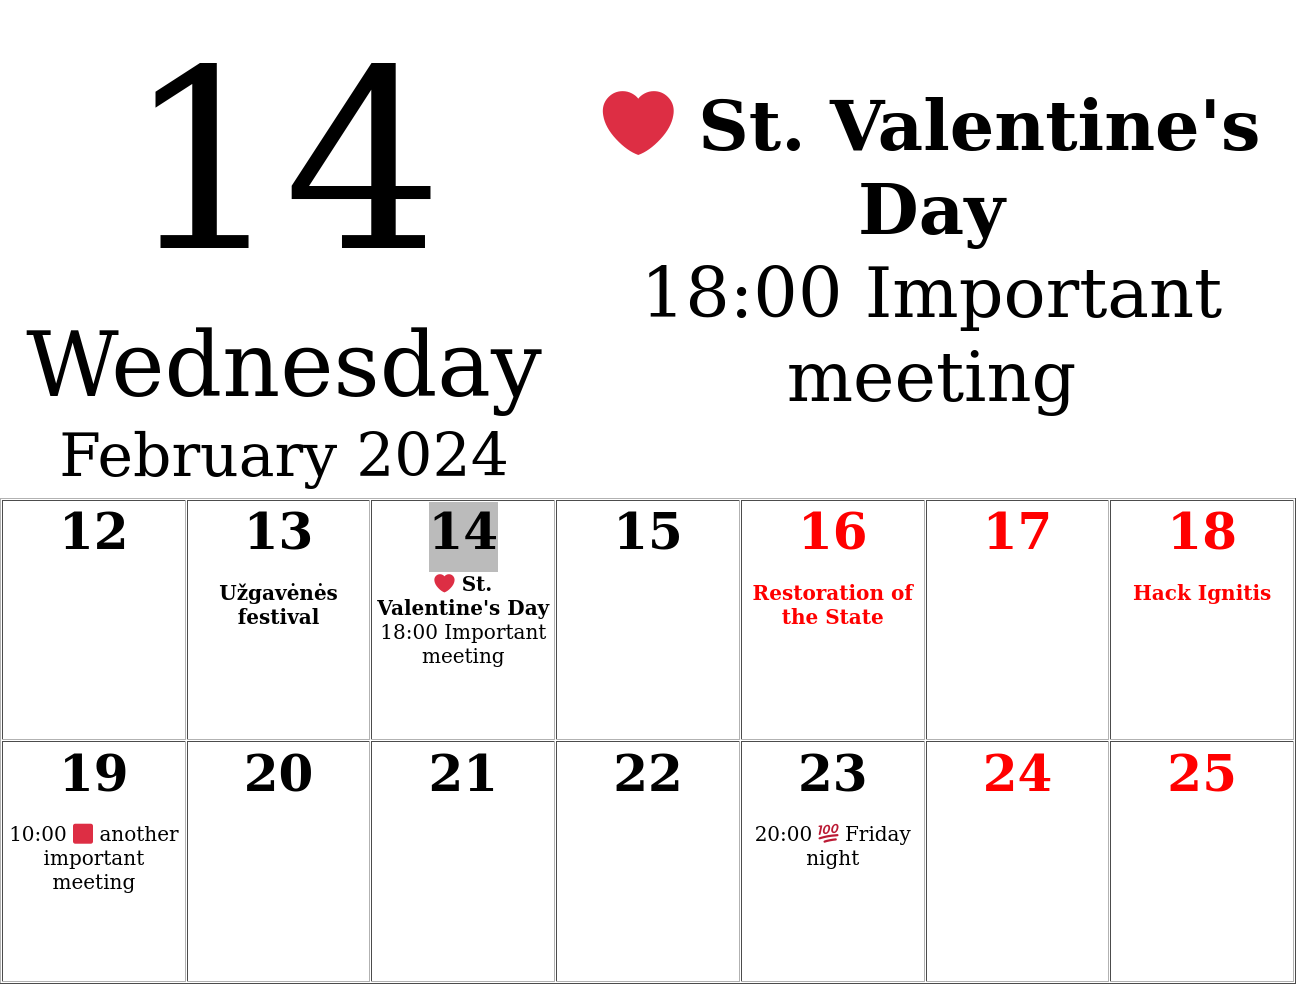 14
Wednesday
February 2024
❤ St. Valentine's
Day
18:00 Important
meeting
12
13
Užgavėnės
festival
14
❤ St.
Valentine's Day
18:00 Important
meeting
15
16
Restoration of
the State
17
18
Hack Ignitis
19
10:00 🟥 another
important
meeting
20
21
22
23
20:00 💯 Friday
night
24
25